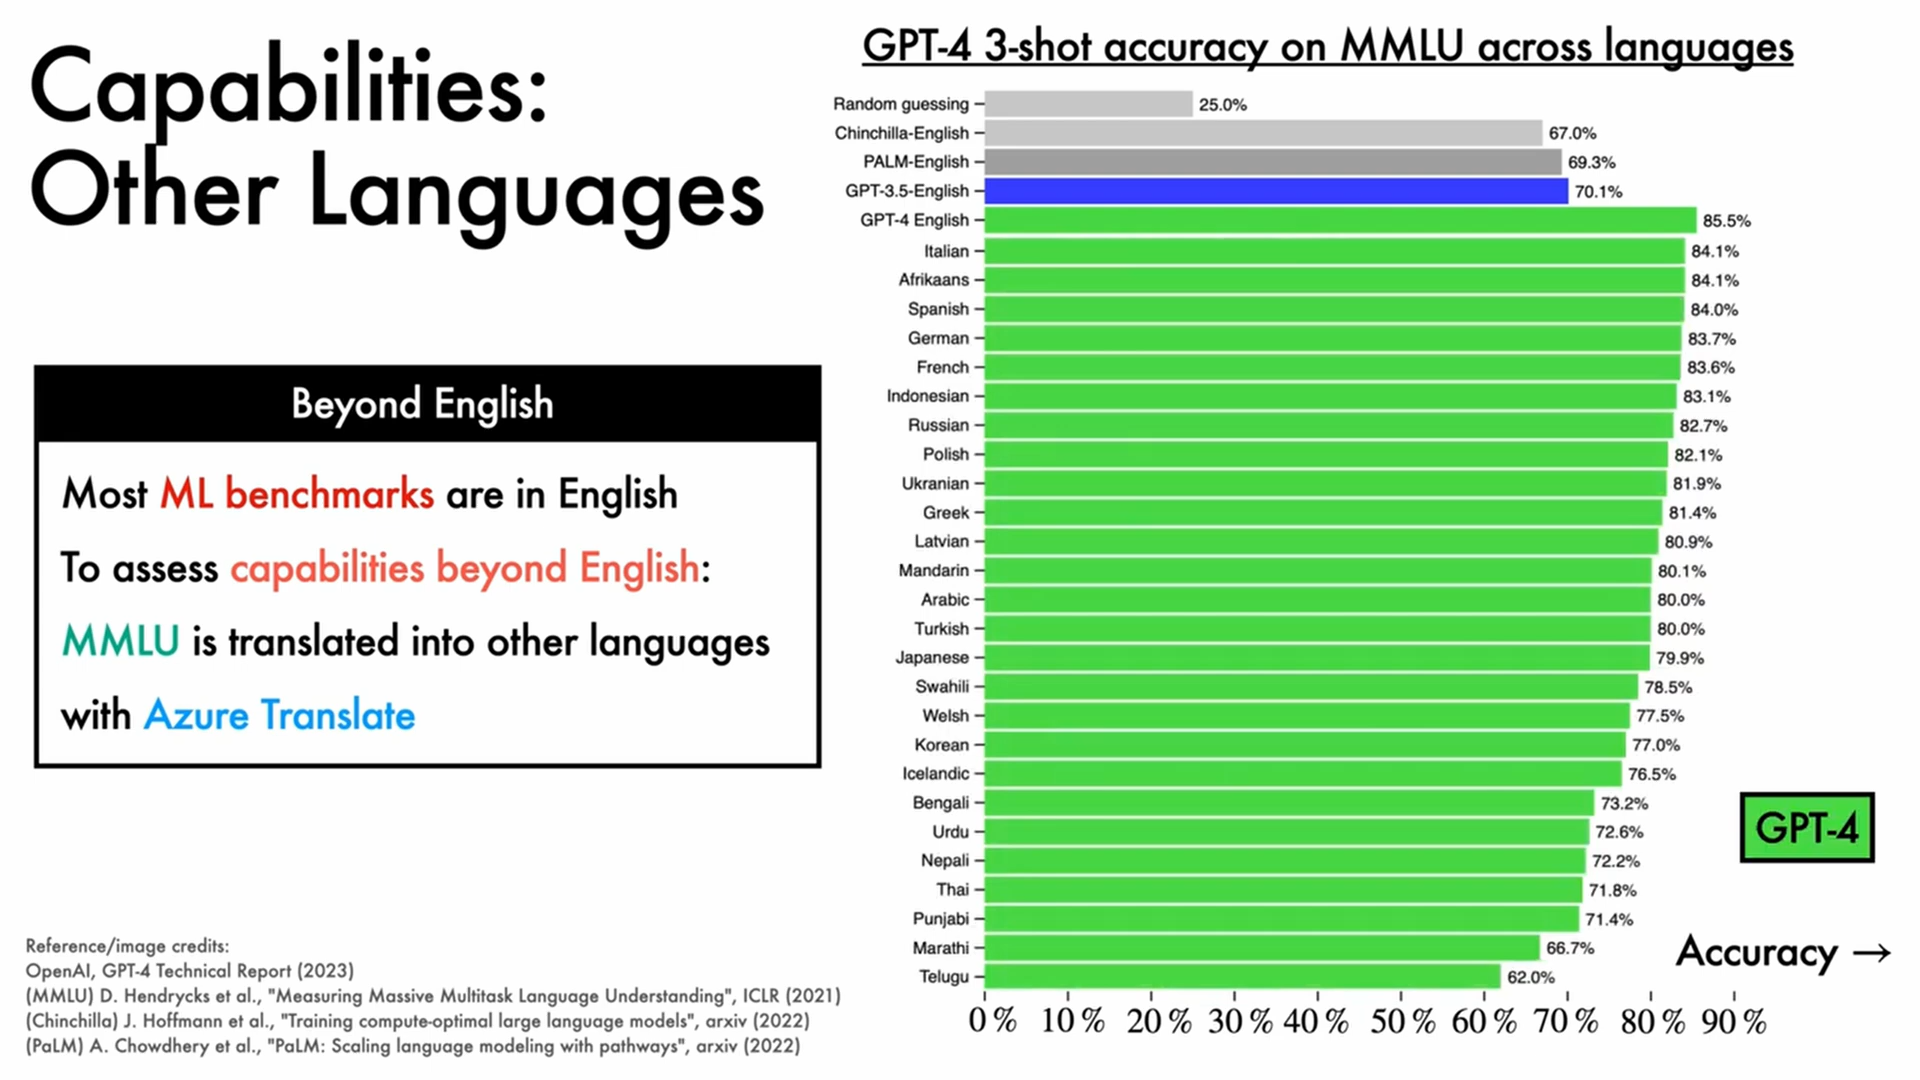 Capabilities:
Other Languages
Beyond English
Most ML benchmarks are in English
To assess capabilities beyond English:
MMLU is translated into other languages
with Azure Translate
Reference/image credits:
OpenAI, GPT-4 Technical Report (2023)
(MMLU) D. Hendrycks et al., "Measuring Massive Multitask Language Understanding", ICLR (2021)
(Chinchilla) J. Hoffmann et al., "Training compute-optimal large language models", arxiv (2022)
(PaLM) A. Chowdhery et al., "PaLM: Scaling language modeling with pathways", arxiv (2022)
GPT-4 3-shot accuracy on MMLU across languages
Random guessing 25.0%
Chinchilla-English 67.0%
PALM-English 69.3%
GPT-3.5-English 70.1%
GPT-4 English 85.5%
Italian 84.1%
Afrikaans 84.1%
Spanish 84.0%
German 83.7%
French 83.6%
Indonesian 83.1%
Russian 82.7%
Polish 82.1%
Ukranian 81.9%
Greek 81.4%
Latvian 80.9%
Mandarin 80.1%
Arabic 80.0%
Turkish 80.0%
Japanese 79.9%
Swahili 78.5%
Welsh 77.5%
Korean 77.0%
Icelandic 76.5%
Bengali 73.2%
Urdu 72.6%
Nepali 72.2%
Thai 71.8%
Punjabi 71.4%
Marathi 66.7%
Telugu 62.0%
0% 10% 20% 30% 40% 50% 60% 70% 80% 90%
GPT-4
Accuracy →